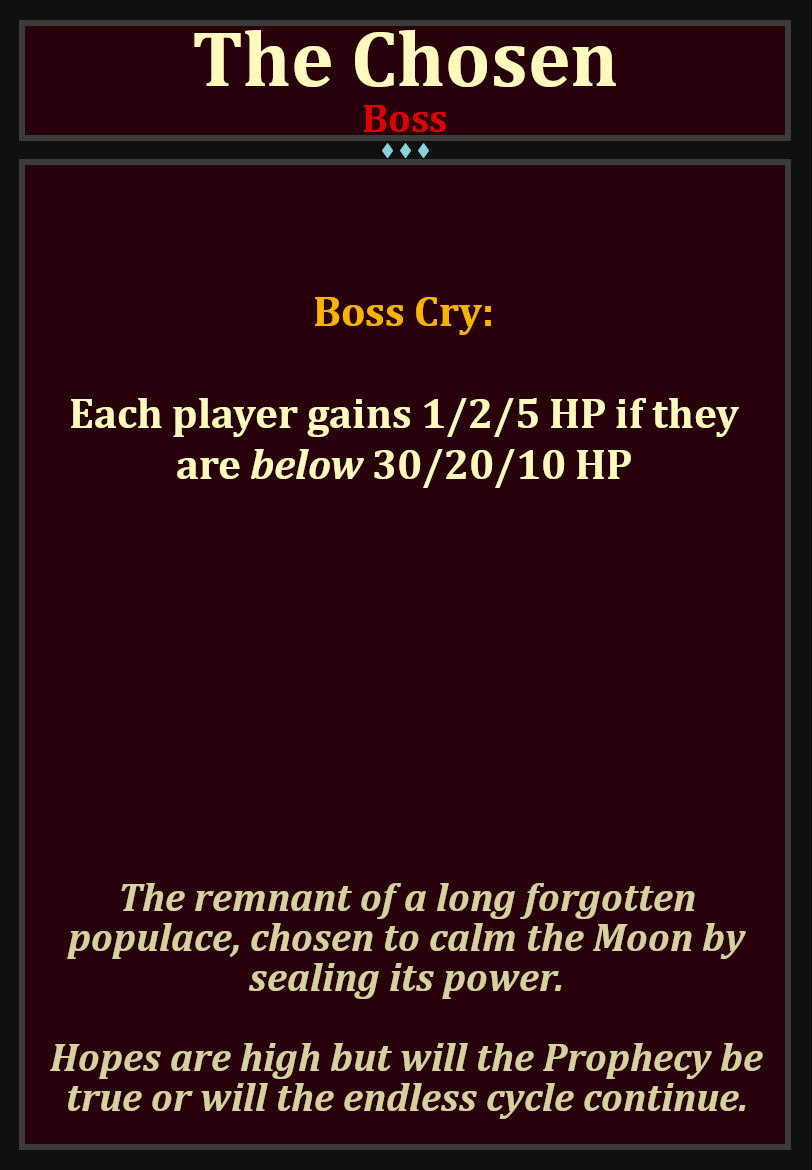 The Chosen
Boss
♦♦♦
Boss Cry:
Each player gains 1/2/5 HP if they
are below 30/20/10 HP
The remnant of a long forgotten
populace, chosen to calm the Moon by
sealing its power.
Hopes are high but will the Prophecy be
true or will the endless cycle continue.